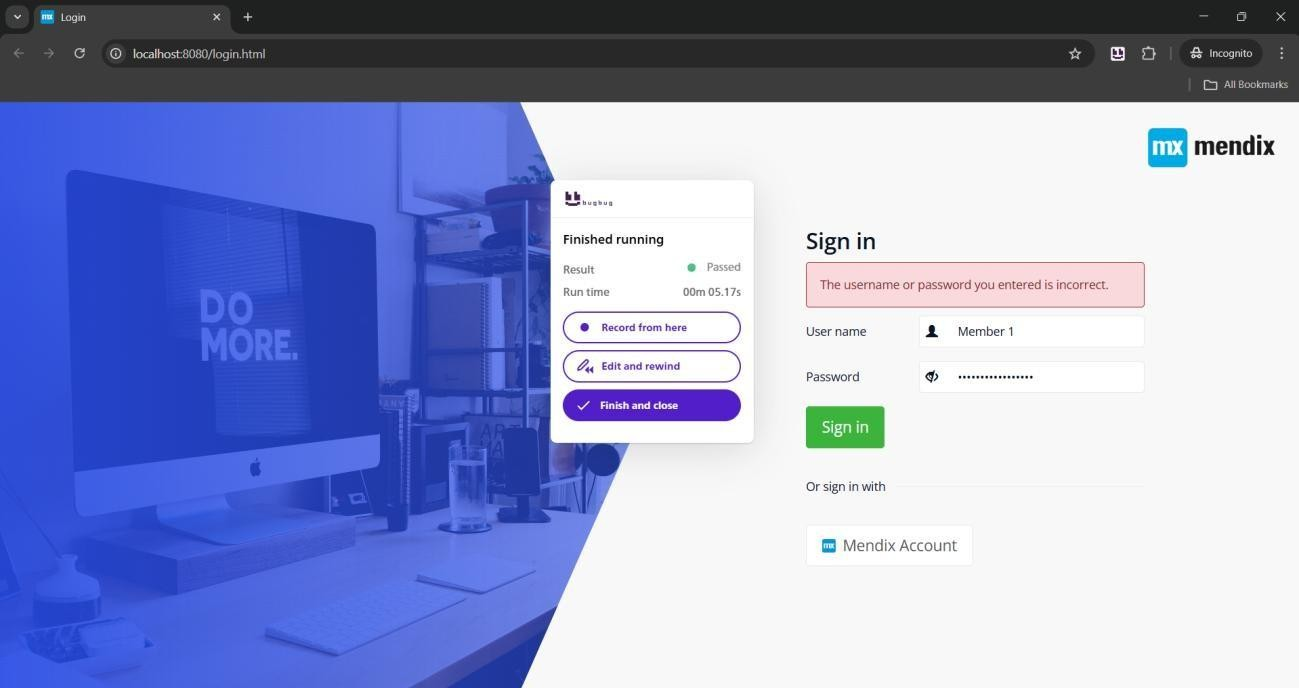 Login
localhost:8080/login.html
Incognito
All Bookmarks
mx mendix
DO
MORE.
bugbug
Finished running
Result Passed
Run time 00m 05.17s
Record from here
Edit and rewind
Finish and close
Sign in
The username or password you entered is incorrect.
User name Member 1
Password ••••••••••••••••••
Sign in
Or sign in with
mx Mendix Account